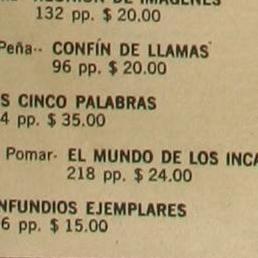 132 pp. $ 20.00
Peña-- CONFÍN DE LLAMAS
96 pp. $ 20.00
S CINCO PALABRAS
4 pp. $ 35.00
Pomar- EL MUNDO DE LOS INCA
218 pp. $ 24.00
NFUNDIOS EJEMPLARES
6 pp. $ 15.00